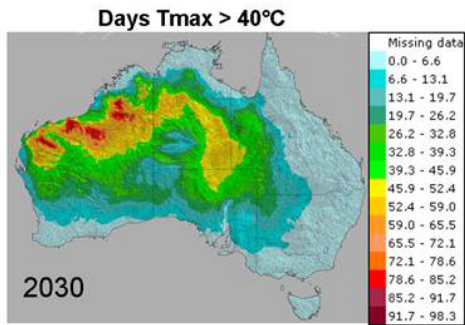 Days Tmax > 40°C
Missing data
0.0 - 6.6
6.6 - 13.1
13.1 - 19.7
19.7 - 26.2
26.2 - 32.8
32.8 - 39.3
39.3 - 45.9
45.9 - 52.4
52.4 - 59.0
59.0 - 65.5
65.5 - 72.1
72.1 - 78.6
78.6 - 85.2
85.2 - 91.7
91.7 - 98.3
2030